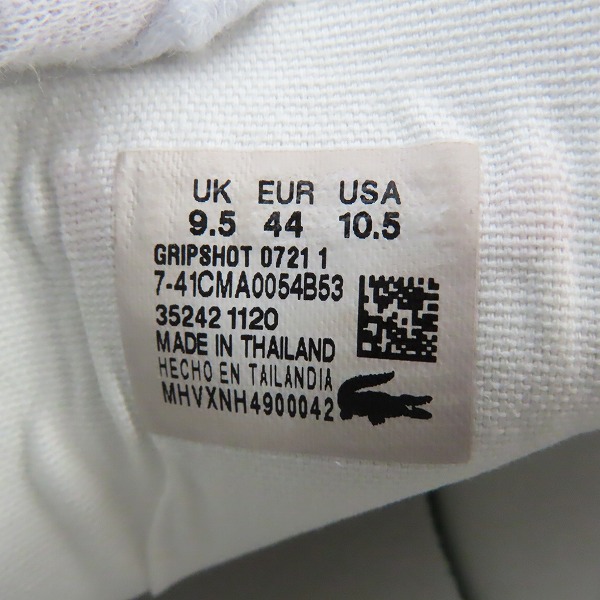 UK EUR USA
9.5 44 10.5
GRIPSHOT 0721 1
7-41CMA0054B53
35242 1120
MADE IN THAILAND
HECHO EN TAILANDIA
MHVXNH4900042